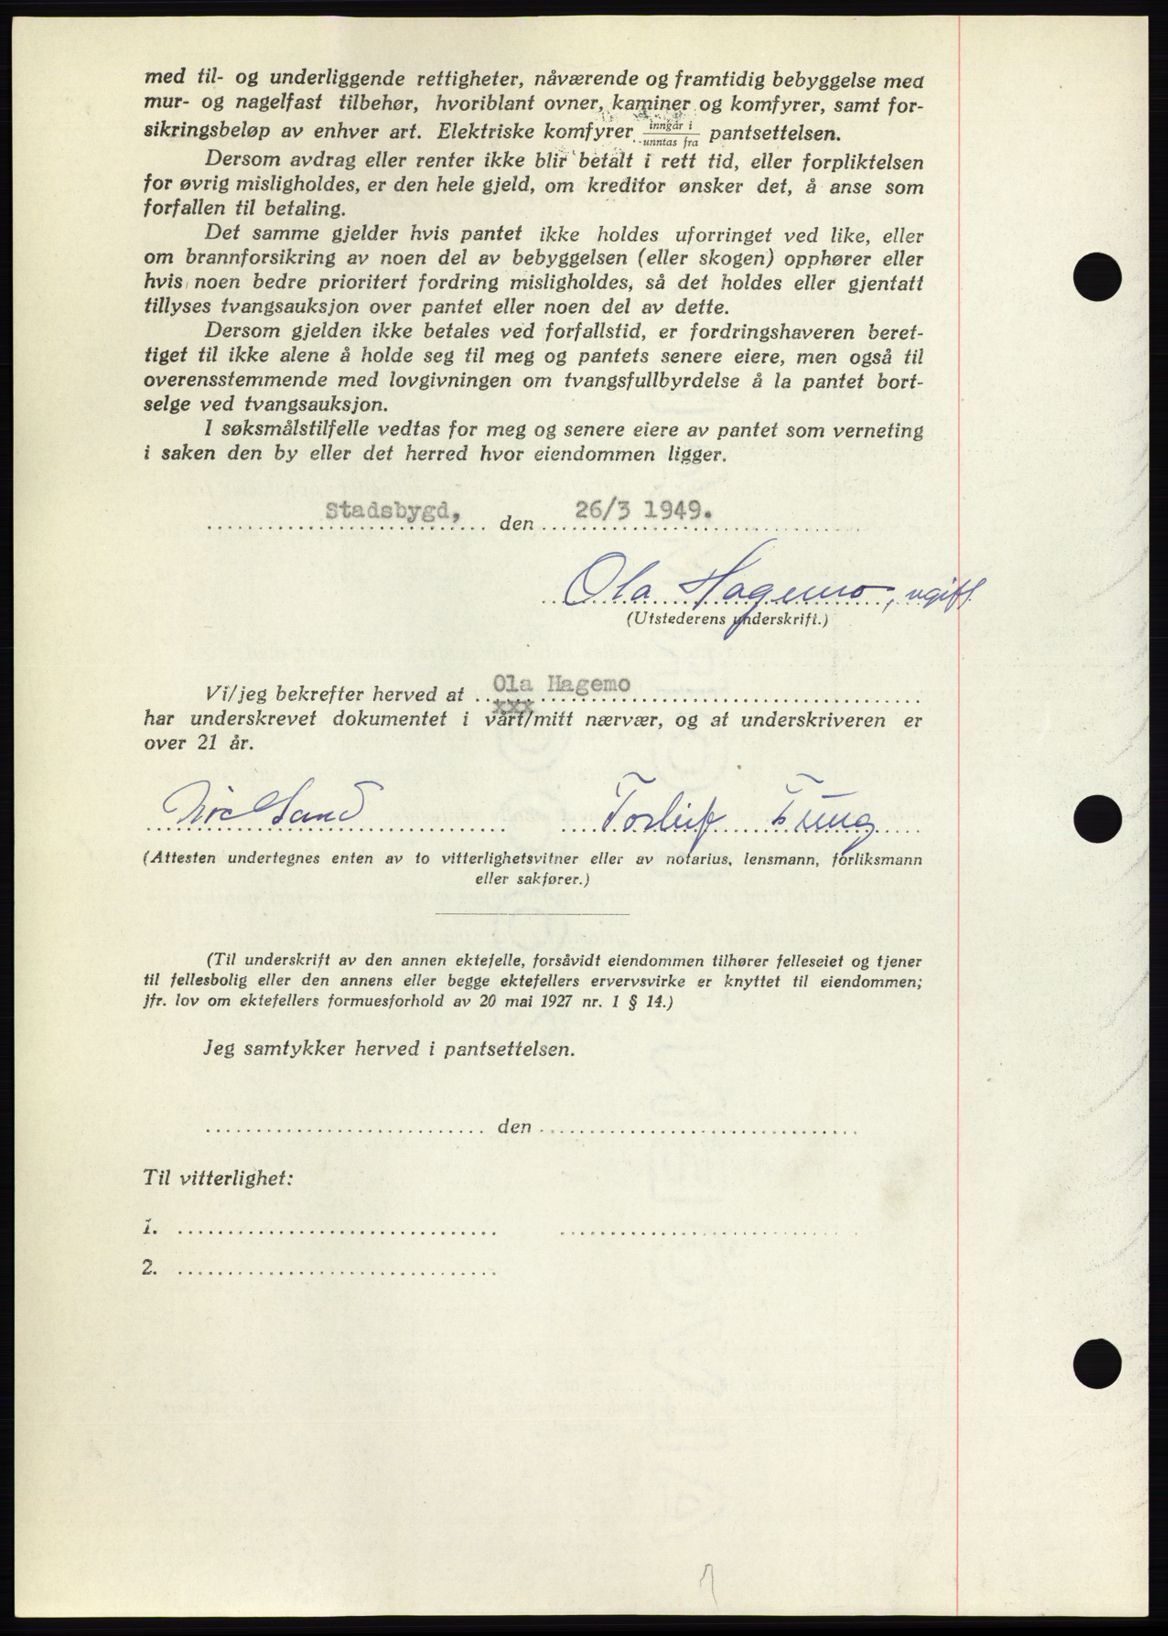 med til- og underliggende rettigheter, nåværende og framtidig bebyggelse med
mur- og nagelfast tilbehør, hvoriblant ovner, kaminer og komfyrer, samt for-
sikringsbeløp av enhver art. Elektriske komfyrer inngår i / unntas fra pantsettelsen.
Dersom avdrag eller renter ikke blir betalt i rett tid, eller forpliktelsen
for øvrig misligholdes, er den hele gjeld, om kreditor ønsker det, å anse som
forfallen til betaling.
Det samme gjelder hvis pantet ikke holdes uforringet ved like, eller
om brannforsikring av noen del av bebyggelsen (eller skogen) opphører eller
hvis noen bedre prioritert fordring misligholdes, så det holdes eller gjentatt
tillyses tvangsauksjon over pantet eller noen del av dette.
Dersom gjelden ikke betales ved forfallstid, er fordringshaveren beret-
tiget til ikke alene å holde seg til meg og pantets senere eiere, men også til
overensstemmende med lovgivningen om tvangsfullbyrdelse å la pantet bort-
selge ved tvangsauksjon.
I søksmålstilfelle vedtas for meg og senere eiere av pantet som verneting
i saken den by eller det herred hvor eiendommen ligger.
Stadsbygd, den 26/3 1949.
Ola Hagemo, ugift
(Utstederens underskrift.)
Vi/jeg bekrefter herved at Ola Hagemo
har underskrevet dokumentet i vårt/mitt nærvær, og at underskriveren er
over 21 år.
Sand Torleif
(Attesten undertegnes enten av to vitterlighetsvitner eller av notarius, lensmann, forliksmann
eller sakfører.)
(Til underskrift av den annen ektefelle, forsåvidt eiendommen tilhører felleseiet og tjener
til fellesbolig eller den annens eller begge ektefellers ervervsvirke er knyttet til eiendommen;
jfr. lov om ektefellers formuesforhold av 20 mai 1927 nr. 1 § 14.)
Jeg samtykker herved i pantsettelsen.
den
Til vitterlighet:
1.
2.